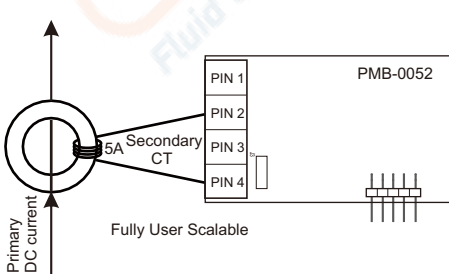 PIN 1
PMB-0052
PIN 2
5A
Secondary
CT
PIN 3
PIN 4
Primary
DC current
Fully User Scalable
Fluid